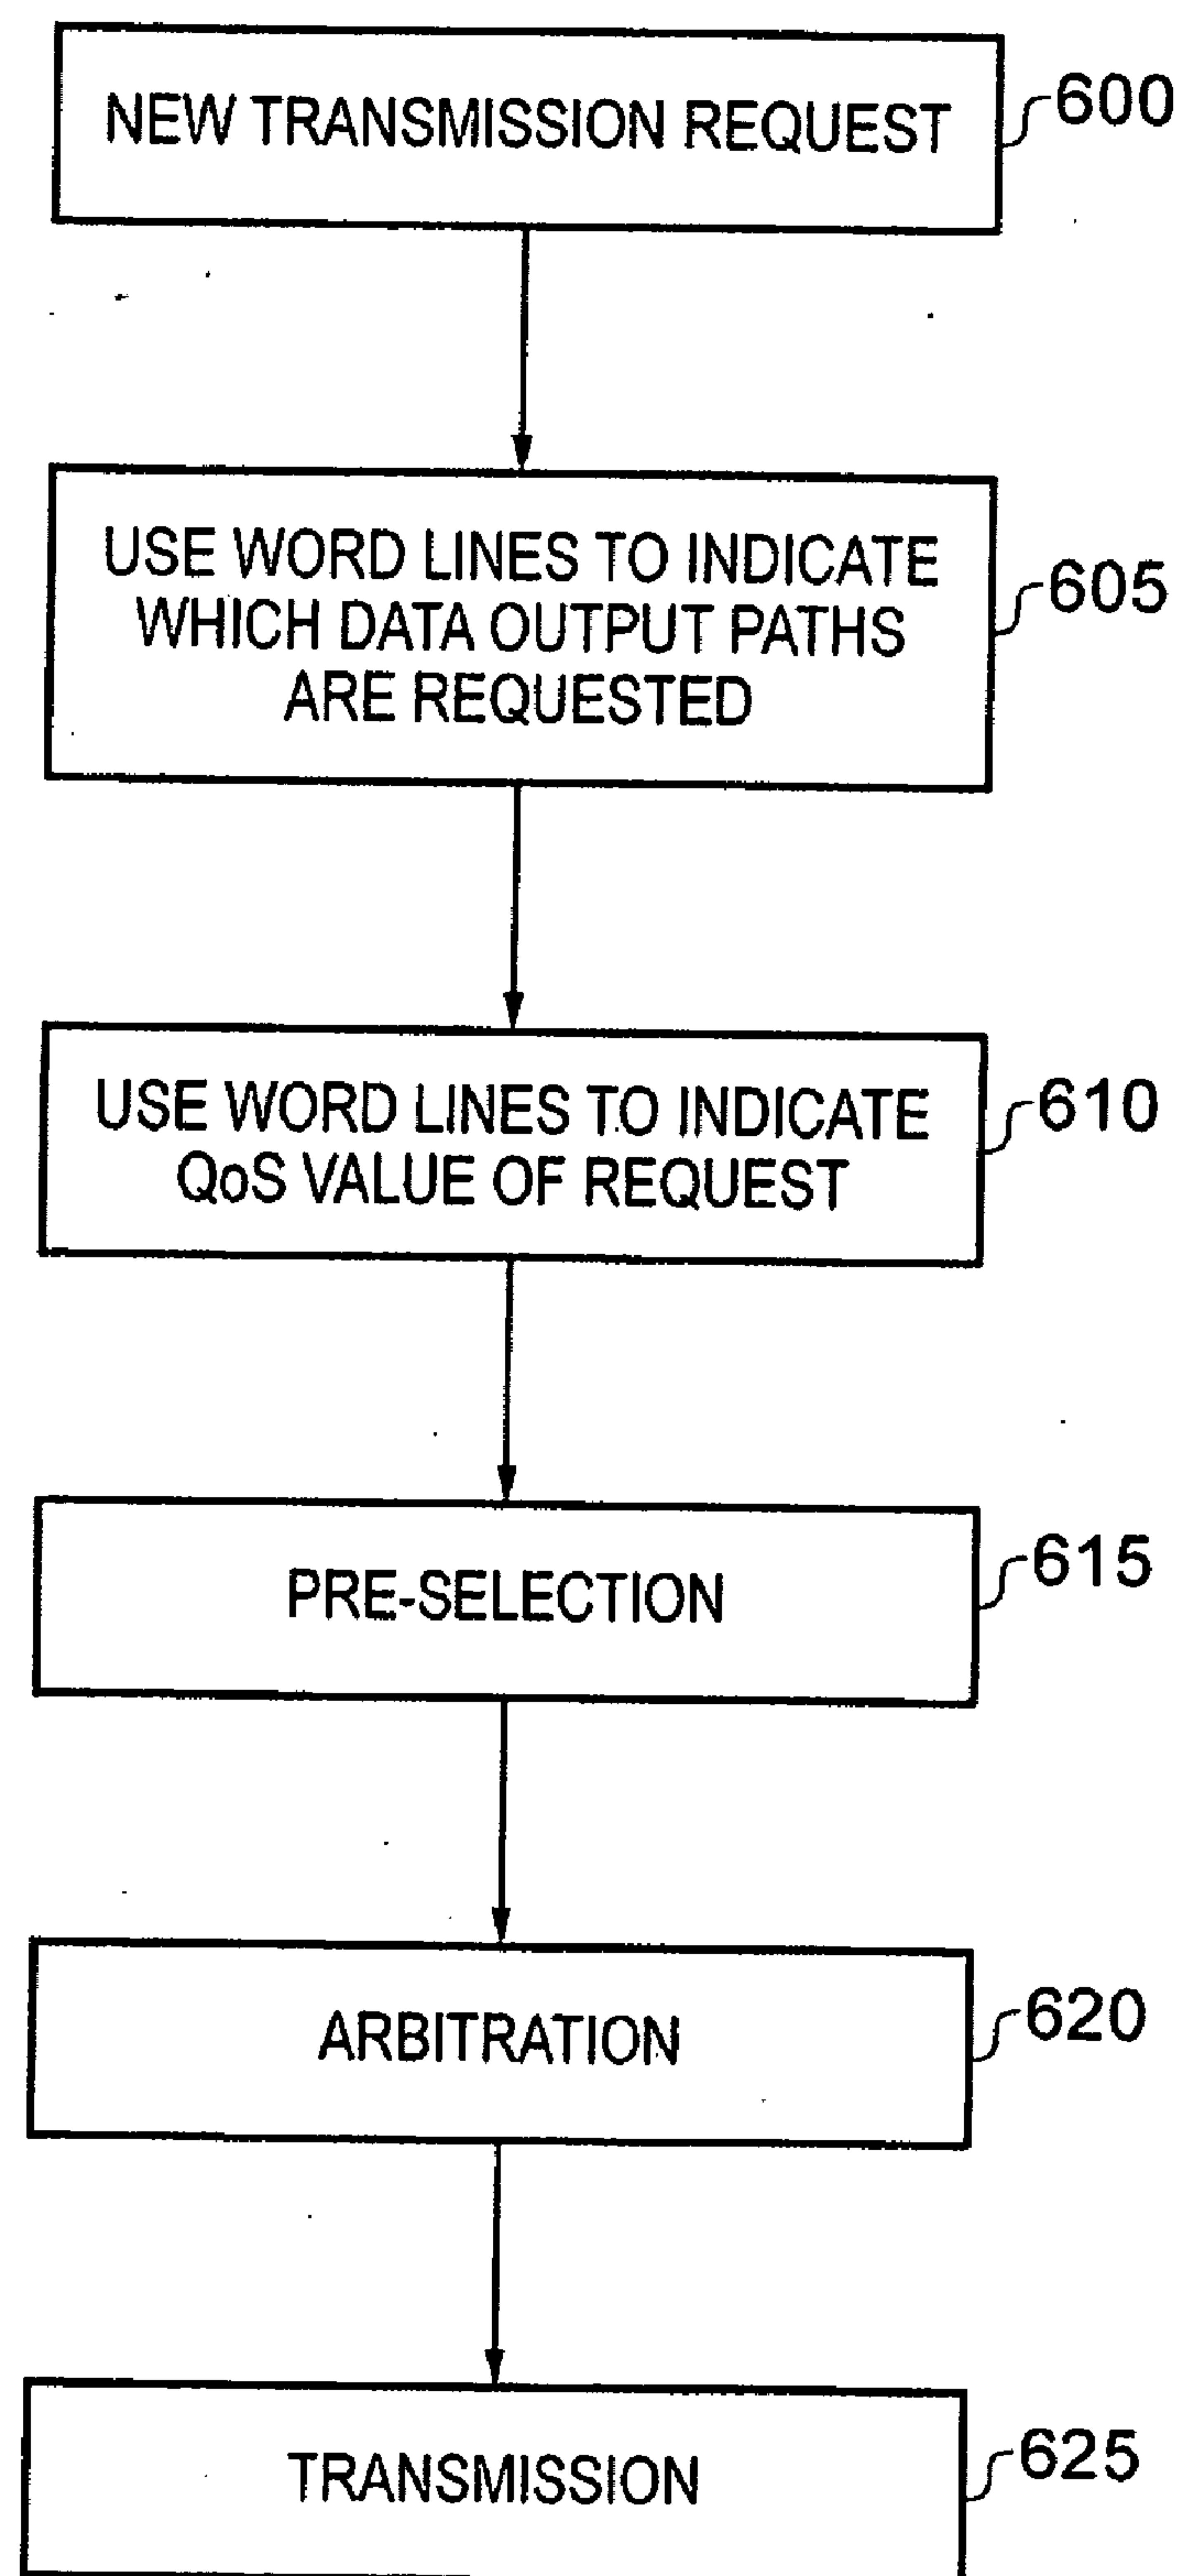 NEW TRANSMISSION REQUEST
600
USE WORD LINES TO INDICATE
WHICH DATA OUTPUT PATHS
ARE REQUESTED
605
USE WORD LINES TO INDICATE
QoS VALUE OF REQUEST
610
PRE-SELECTION
615
ARBITRATION
620
TRANSMISSION
625